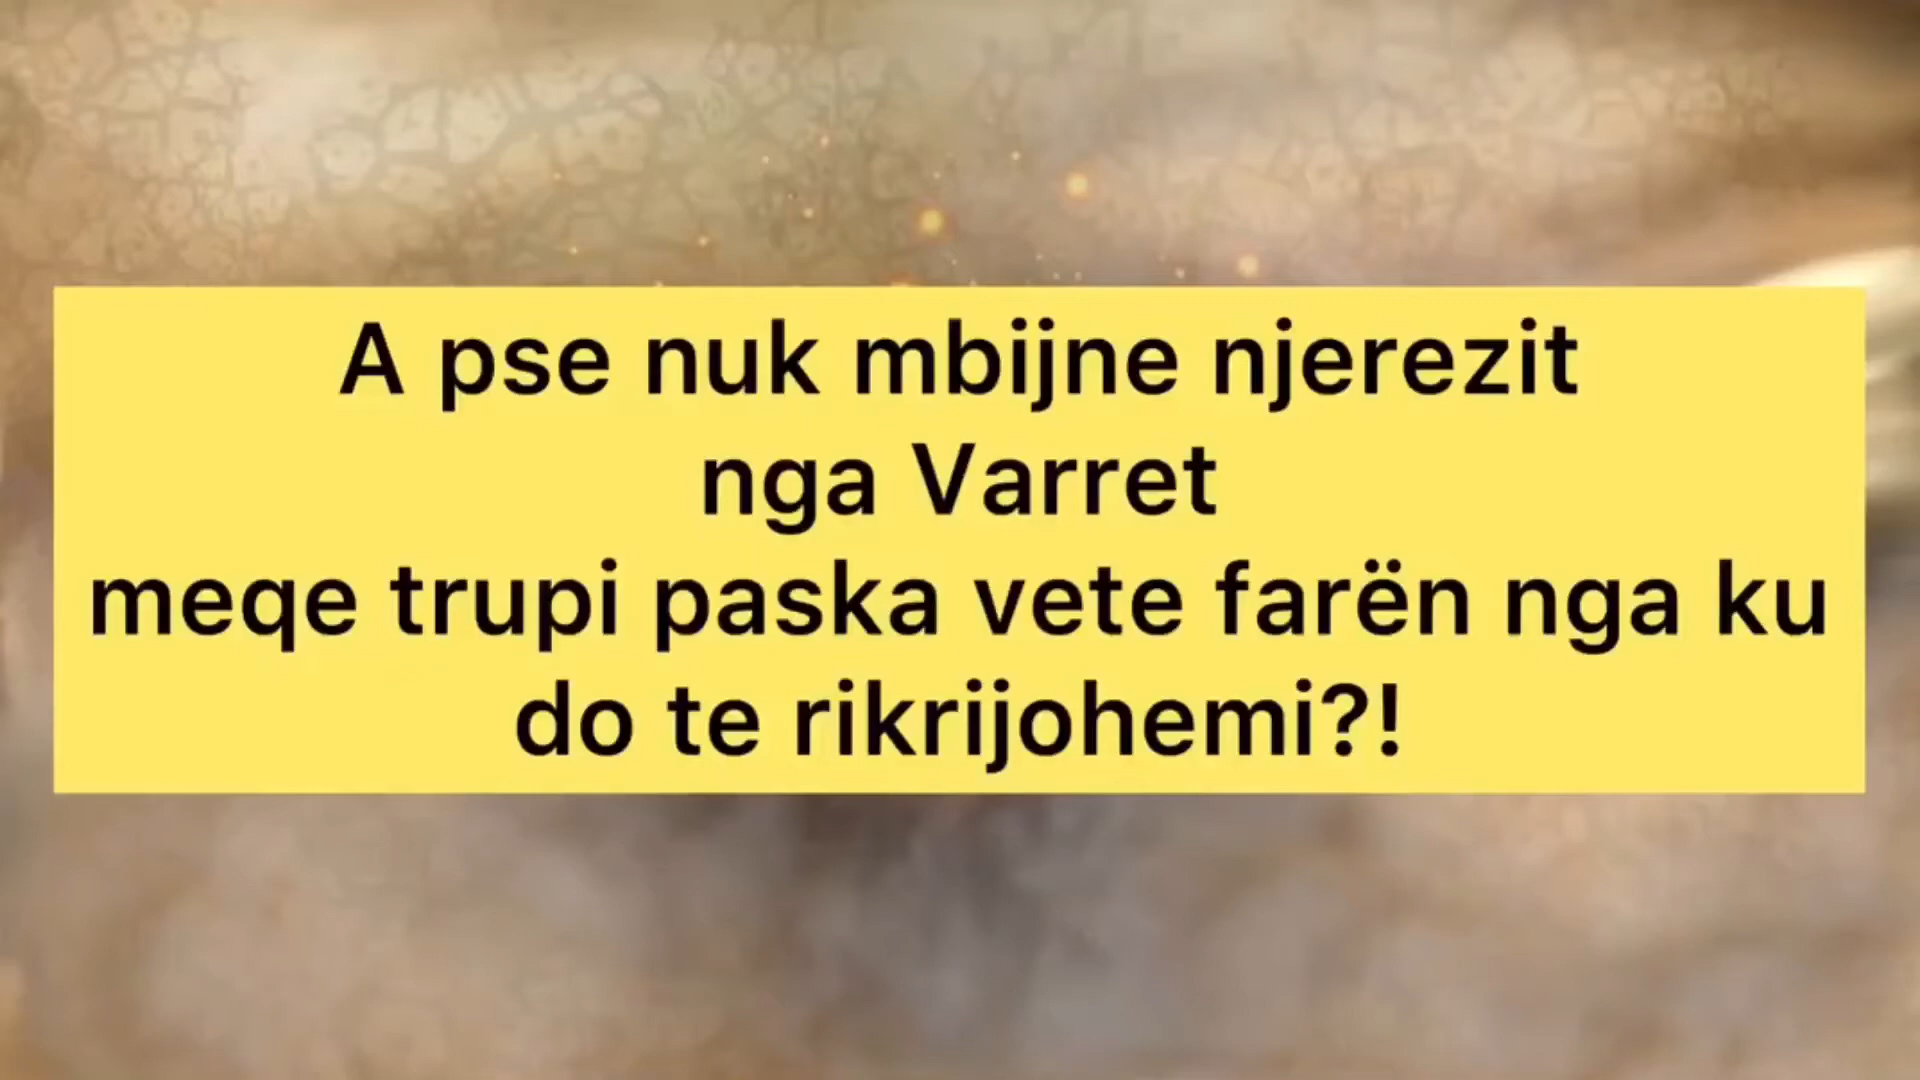 A pse nuk mbijne njerezit
nga Varret
meqe trupi paska vete farën nga ku
do te rikrijohemi?!